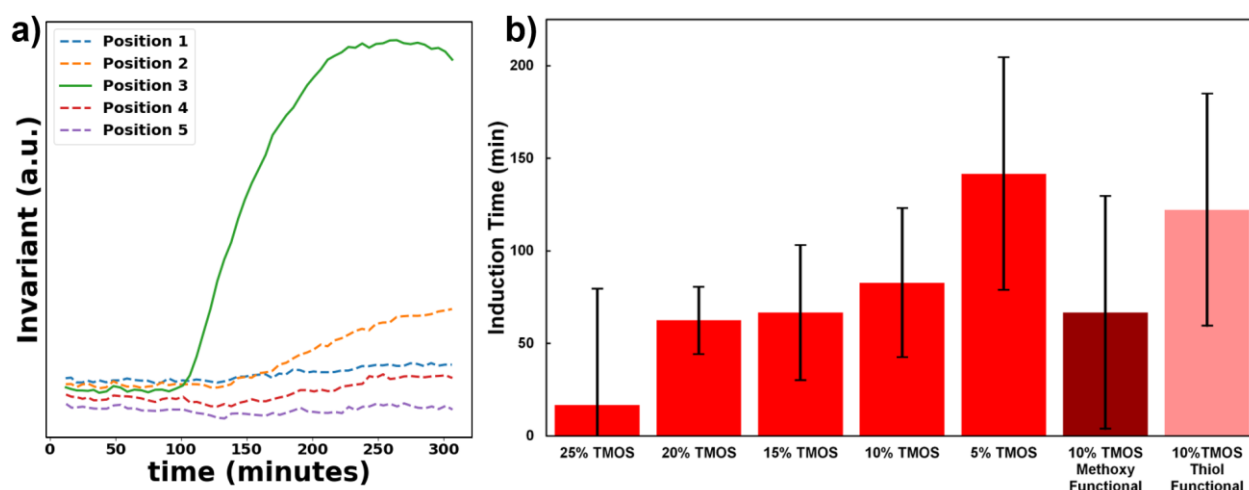 a)
Position 1
Position 2
Position 3
Position 4
Position 5
Invariant (a.u.)
0 50 100 150 200 250 300
time (minutes)
b)
Induction Time (min)
200
150
100
50
0
25% TMOS 20% TMOS 15% TMOS 10% TMOS 5% TMOS 10% TMOS 10%TMOS
Methoxy Thiol
Functional Functional